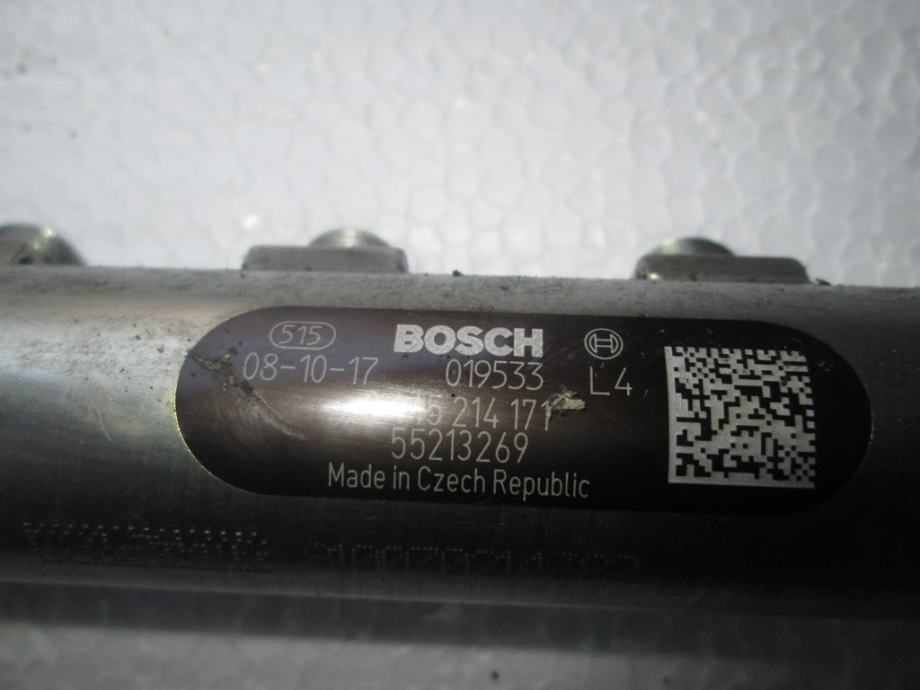 515 BOSCH
08-10-17 019533 L4
214 171
55213269
Made in Czech Republic